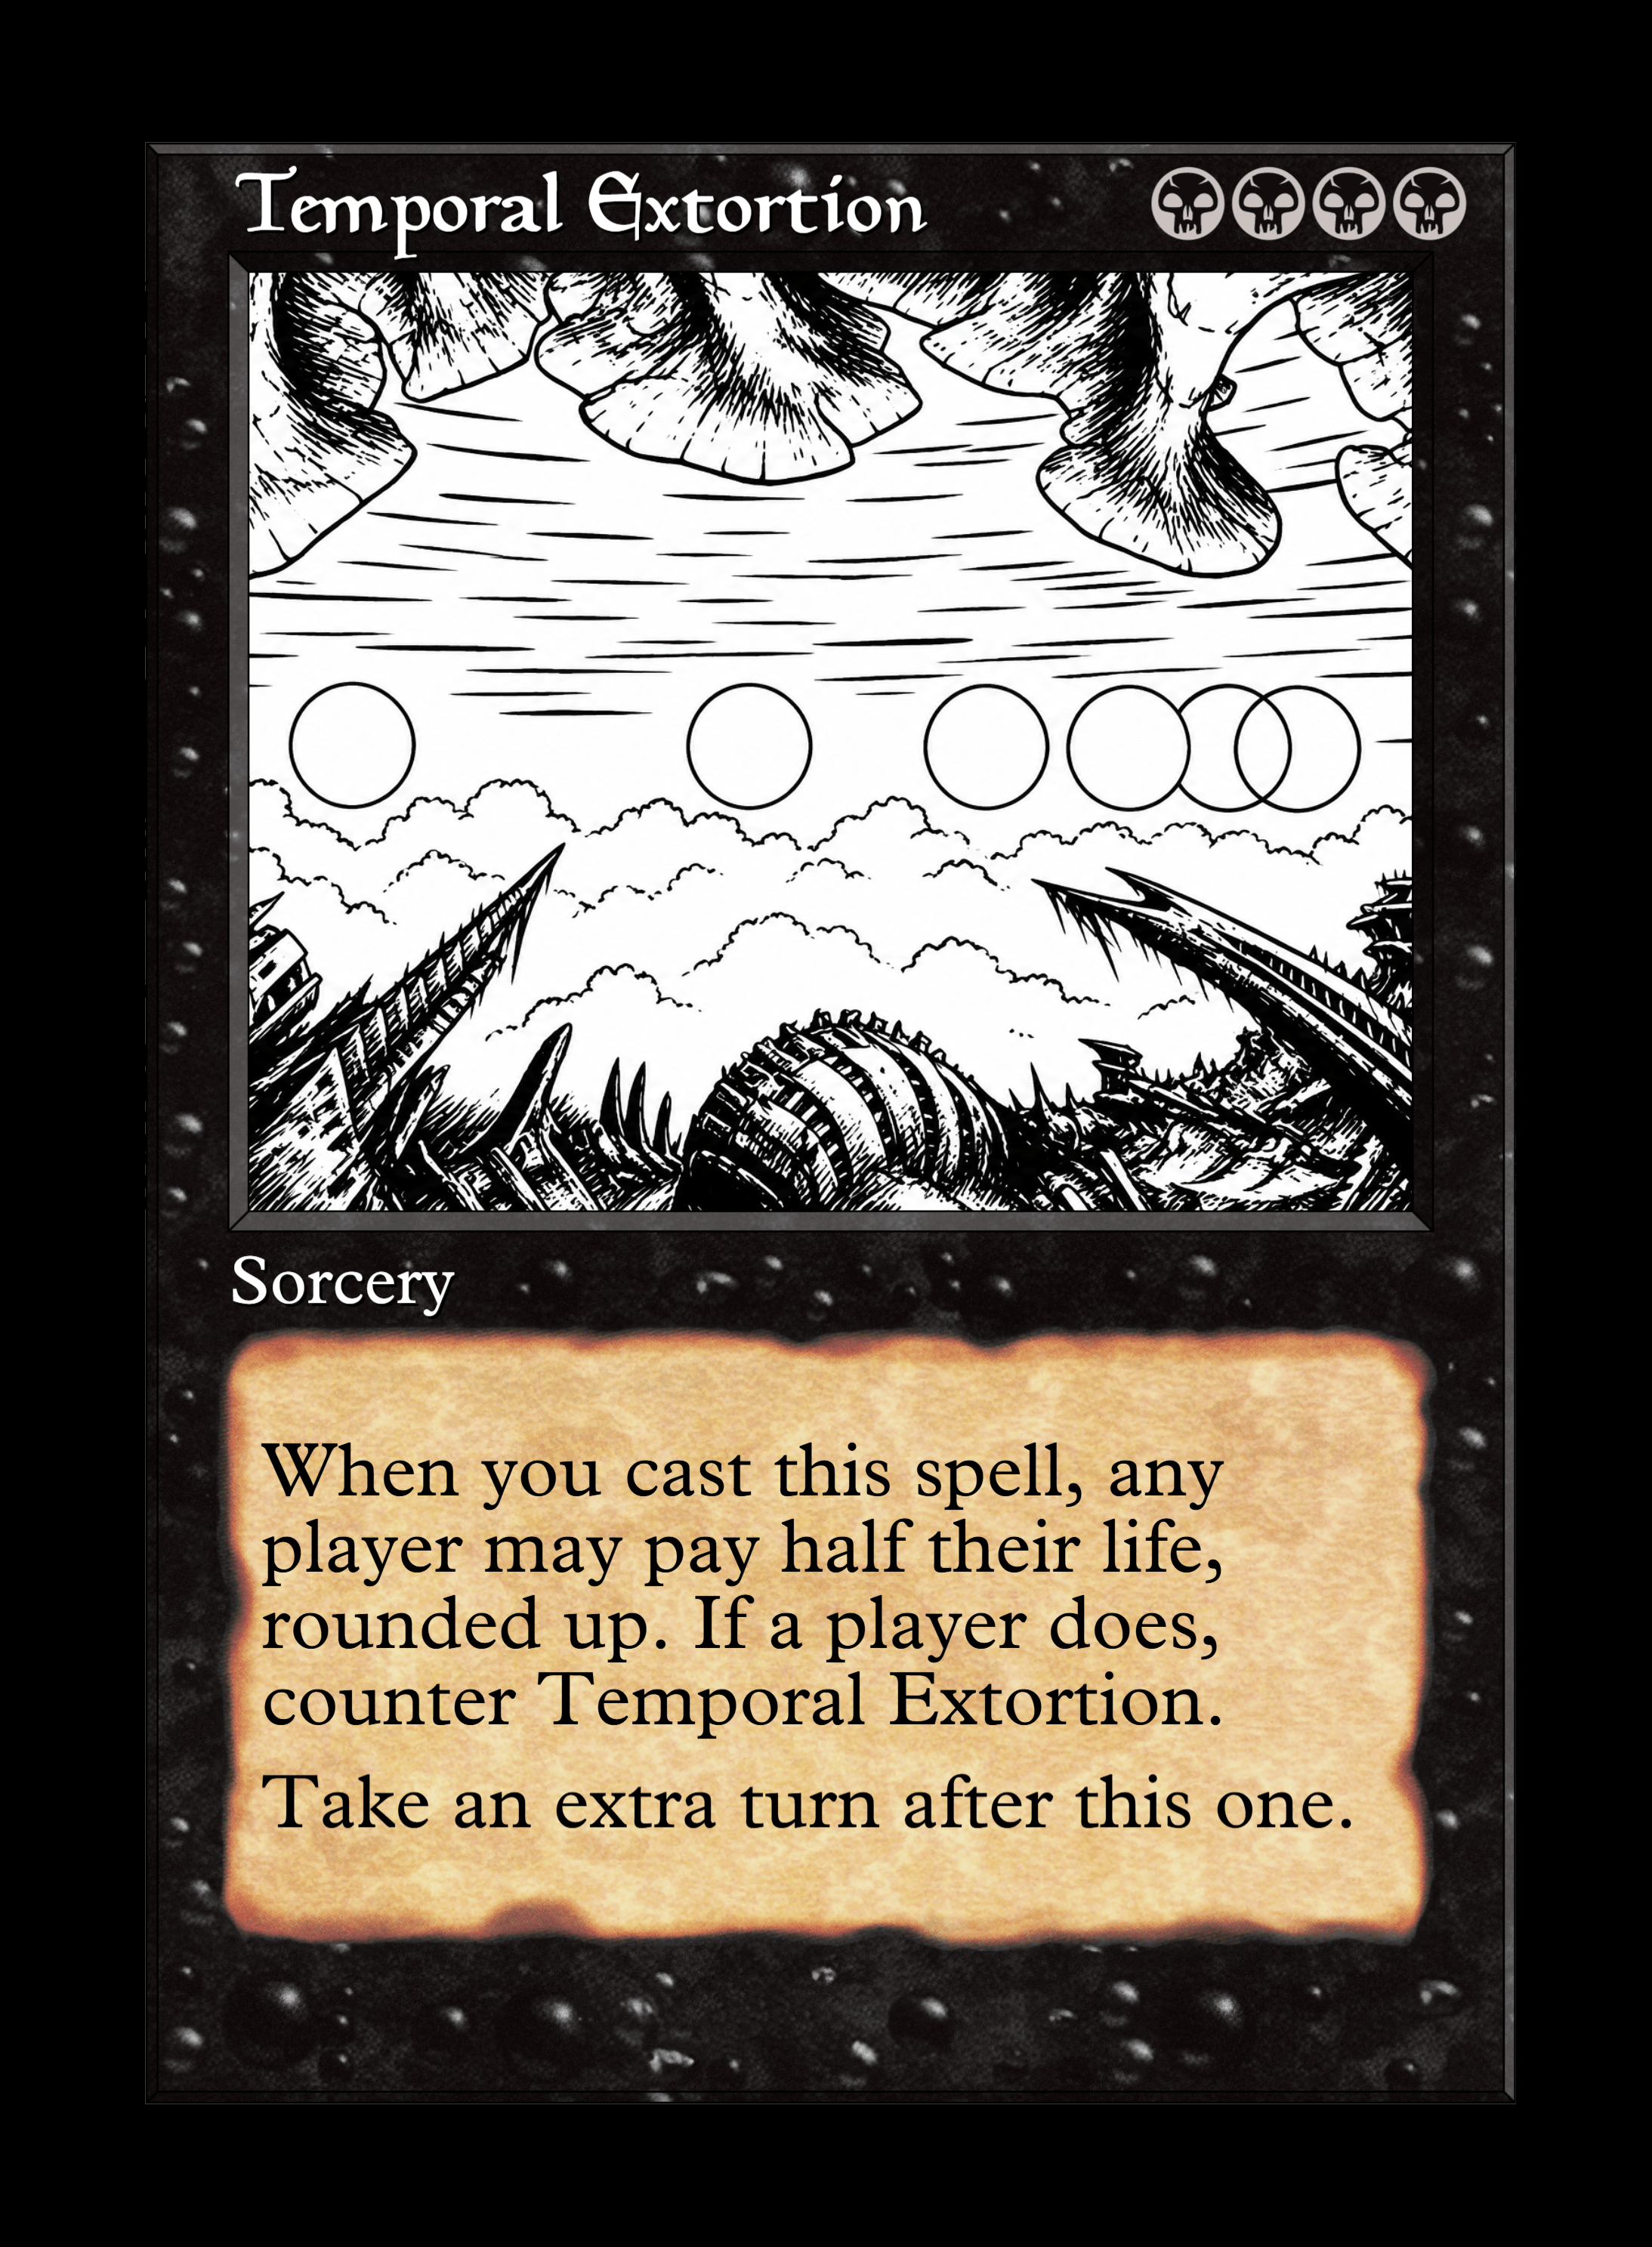 Temporal Extortion
Sorcery
When you cast this spell, any
player may pay half their life,
rounded up. If a player does,
counter Temporal Extortion.
Take an extra turn after this one.